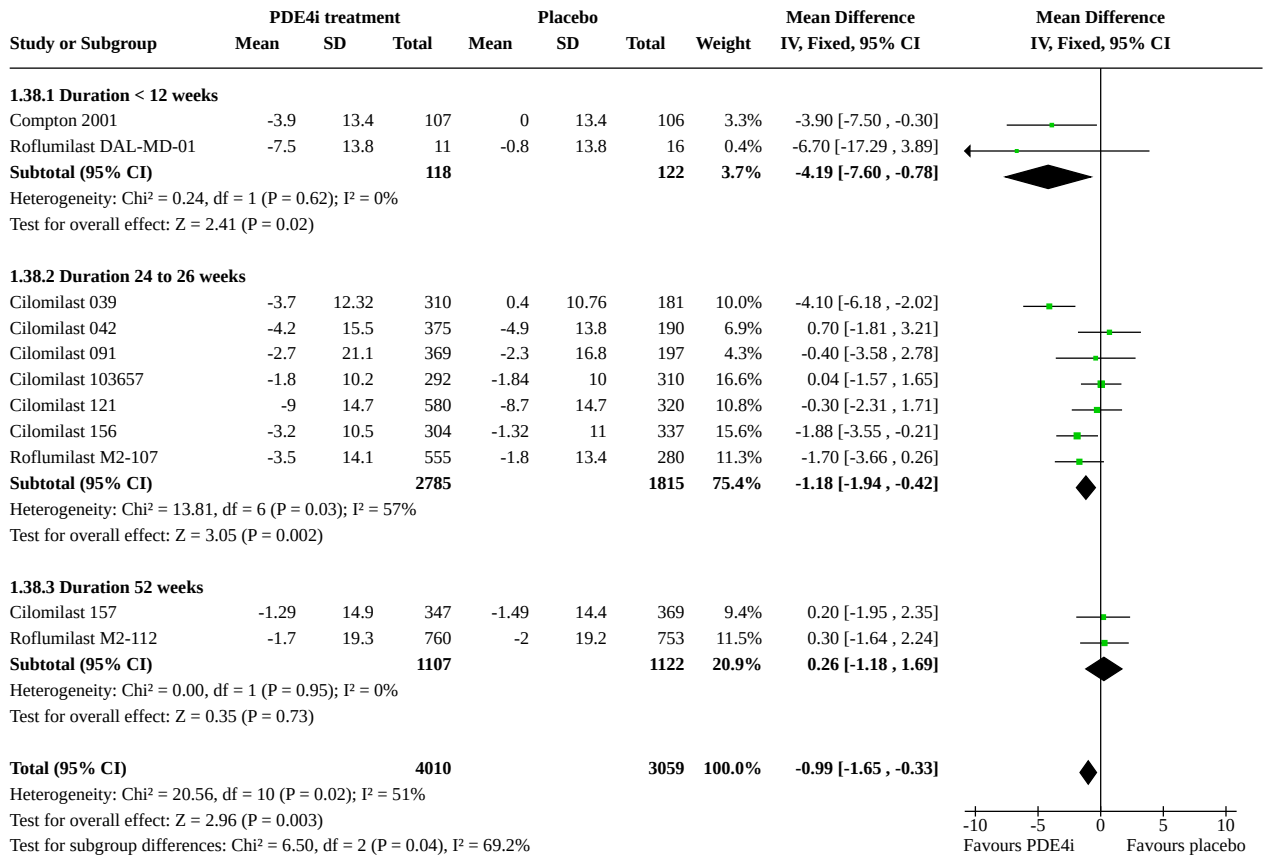 PDE4i treatment Placebo Mean Difference Mean Difference
Study or Subgroup Mean SD Total Mean SD Total Weight IV, Fixed, 95% CI IV, Fixed, 95% CI
1.38.1 Duration < 12 weeks
Compton 2001 -3.9 13.4 107 0 13.4 106 3.3% -3.90 [-7.50 , -0.30]
Roflumilast DAL-MD-01 -7.5 13.8 11 -0.8 13.8 16 0.4% -6.70 [-17.29 , 3.89]
Subtotal (95% CI) 118 122 3.7% -4.19 [-7.60 , -0.78]
Heterogeneity: Chi² = 0.24, df = 1 (P = 0.62); I² = 0%
Test for overall effect: Z = 2.41 (P = 0.02)
1.38.2 Duration 24 to 26 weeks
Cilomilast 039 -3.7 12.32 310 0.4 10.76 181 10.0% -4.10 [-6.18 , -2.02]
Cilomilast 042 -4.2 15.5 375 -4.9 13.8 190 6.9% 0.70 [-1.81 , 3.21]
Cilomilast 091 -2.7 21.1 369 -2.3 16.8 197 4.3% -0.40 [-3.58 , 2.78]
Cilomilast 103657 -1.8 10.2 292 -1.84 10 310 16.6% 0.04 [-1.57 , 1.65]
Cilomilast 121 -9 14.7 580 -8.7 14.7 320 10.8% -0.30 [-2.31 , 1.71]
Cilomilast 156 -3.2 10.5 304 -1.32 11 337 15.6% -1.88 [-3.55 , -0.21]
Roflumilast M2-107 -3.5 14.1 555 -1.8 13.4 280 11.3% -1.70 [-3.66 , 0.26]
Subtotal (95% CI) 2785 1815 75.4% -1.18 [-1.94 , -0.42]
Heterogeneity: Chi² = 13.81, df = 6 (P = 0.03); I² = 57%
Test for overall effect: Z = 3.05 (P = 0.002)
1.38.3 Duration 52 weeks
Cilomilast 157 -1.29 14.9 347 -1.49 14.4 369 9.4% 0.20 [-1.95 , 2.35]
Roflumilast M2-112 -1.7 19.3 760 -2 19.2 753 11.5% 0.30 [-1.64 , 2.24]
Subtotal (95% CI) 1107 1122 20.9% 0.26 [-1.18 , 1.69]
Heterogeneity: Chi² = 0.00, df = 1 (P = 0.95); I² = 0%
Test for overall effect: Z = 0.35 (P = 0.73)
Total (95% CI) 4010 3059 100.0% -0.99 [-1.65 , -0.33]
Heterogeneity: Chi² = 20.56, df = 10 (P = 0.02); I² = 51%
Test for overall effect: Z = 2.96 (P = 0.003)
-10 -5 0 5 10
Test for subgroup differences: Chi² = 6.50, df = 2 (P = 0.04), I² = 69.2%
Favours PDE4i Favours placebo